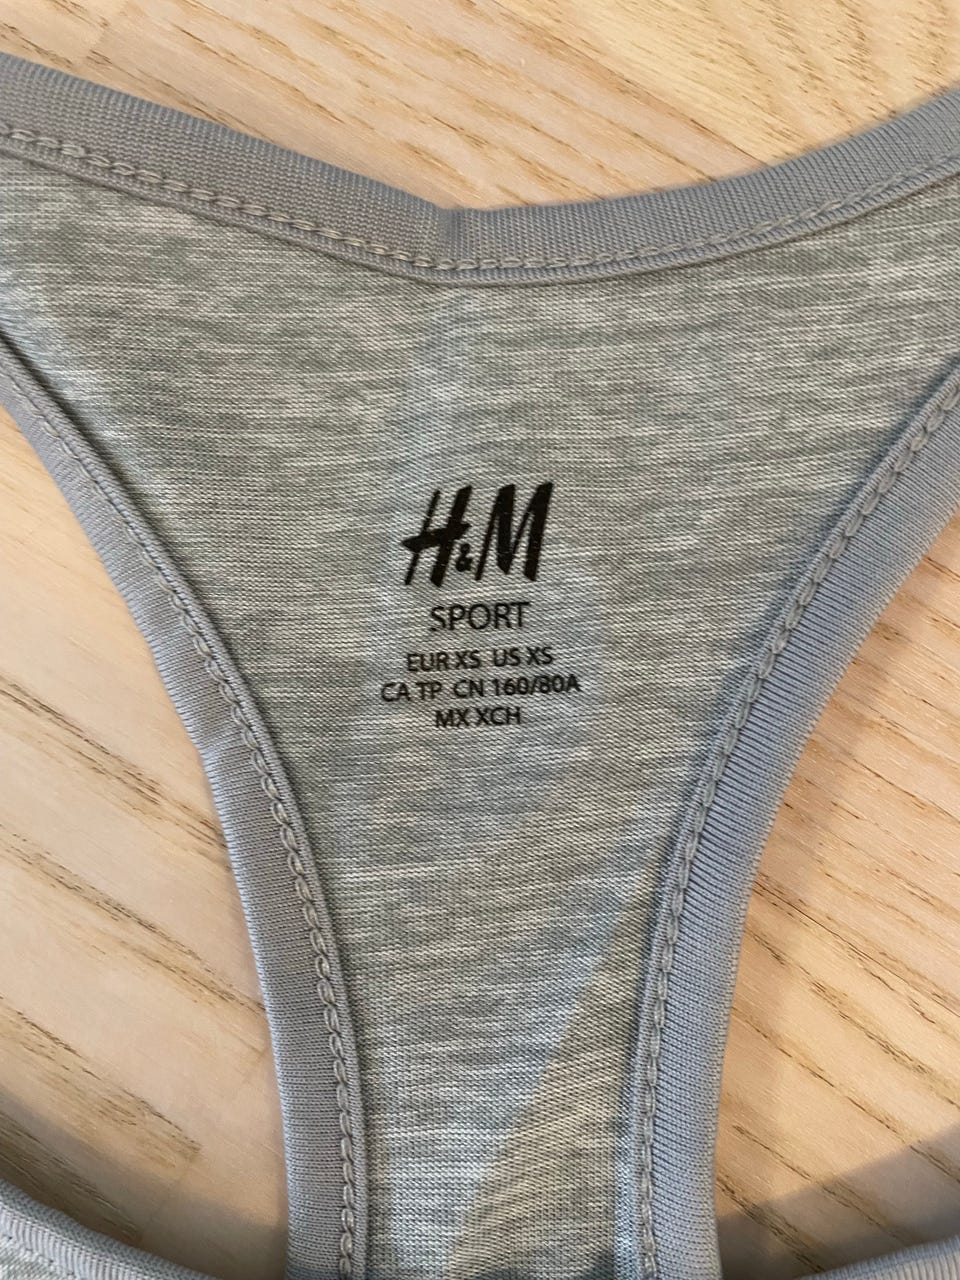 H&M
SPORT
EUR XS US XS
CA TP CN 160/80A
MX XCH